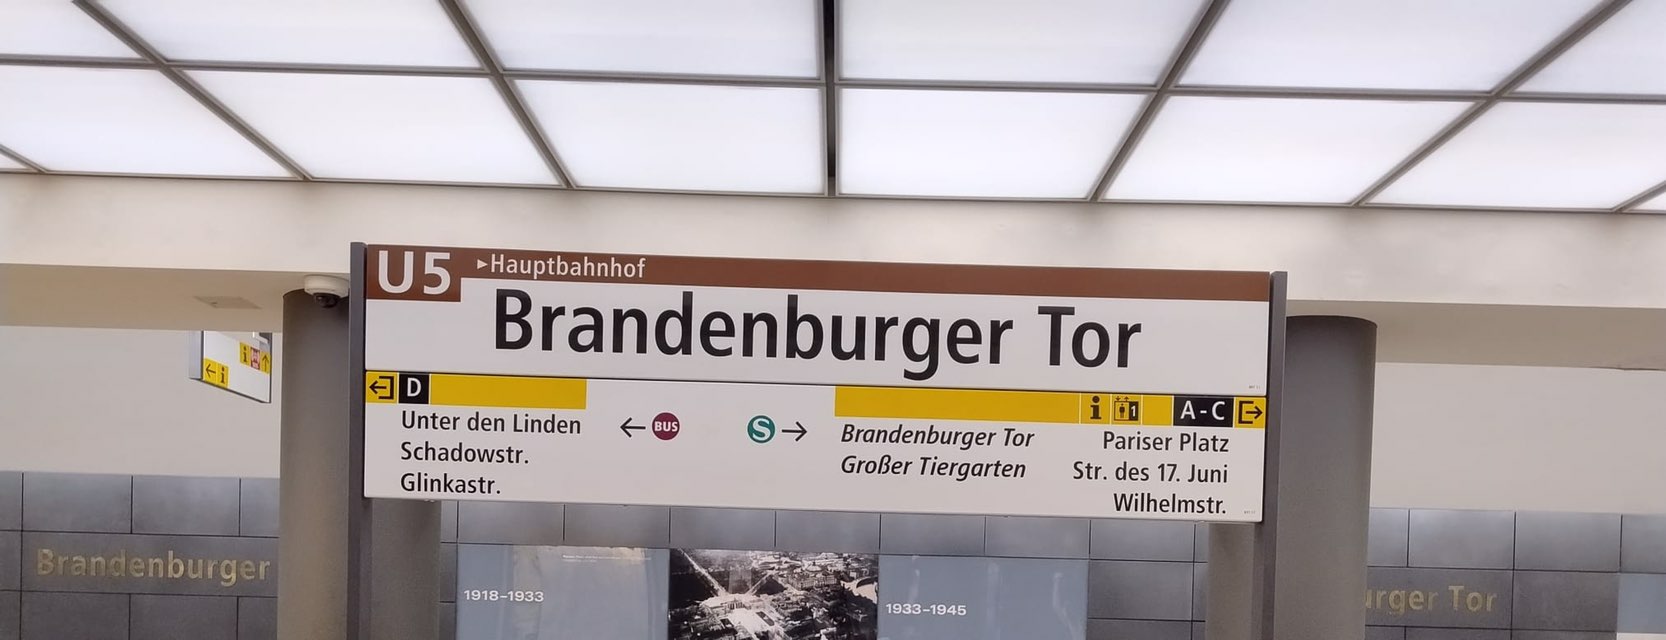 U5
▸Hauptbahnhof
Brandenburger Tor
D
i
1
A-C
Unter den Linden
Schadowstr.
Glinkastr.
BUS
S
Brandenburger Tor
Großer Tiergarten
Pariser Platz
Str. des 17. Juni
Wilhelmstr.
i
i
Brandenburger
1918–1933
1933–1945
urger Tor